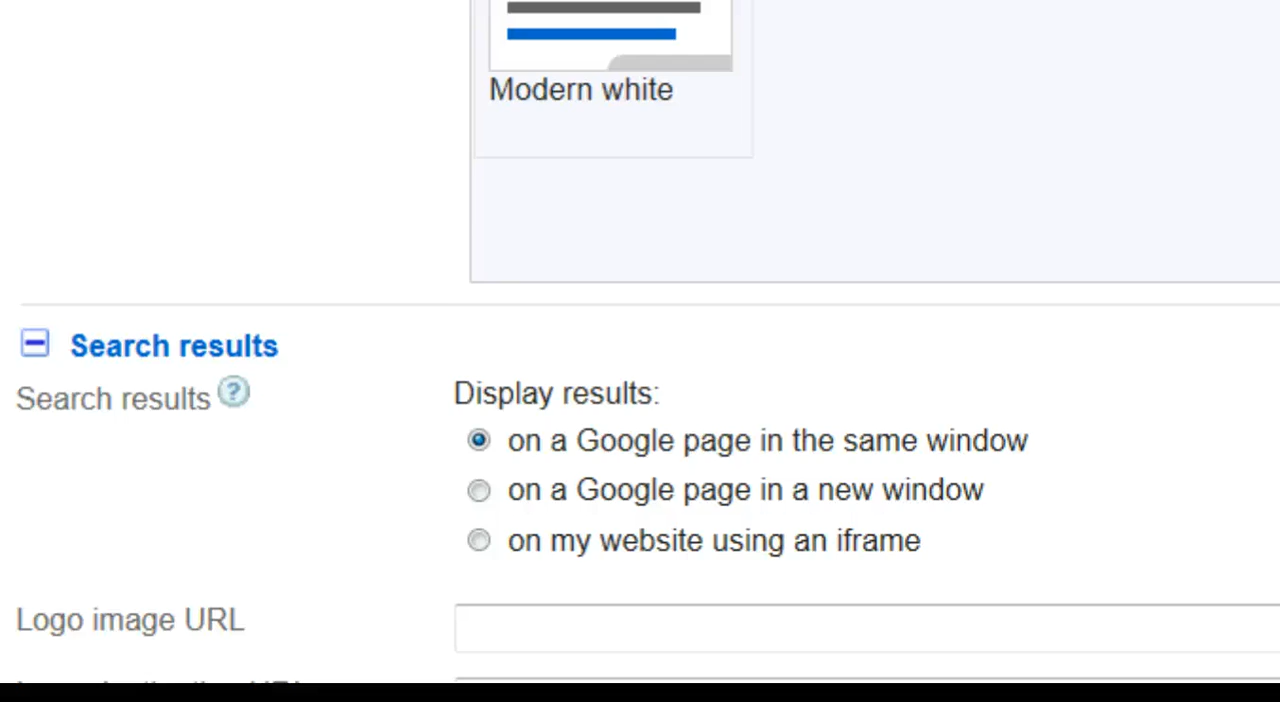 Modern white
Search results
Search results ?
Display results:
on a Google page in the same window
on a Google page in a new window
on my website using an iframe
Logo image URL